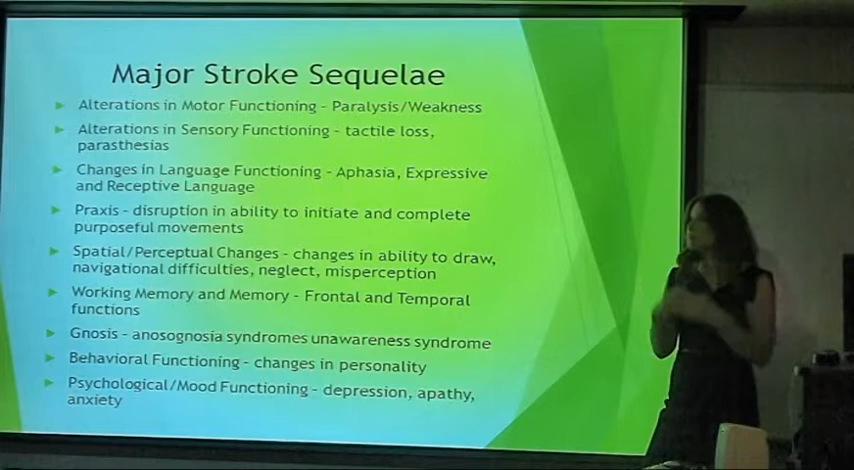 Major Stroke Sequelae
Alterations in Motor Functioning - Paralysis/Weakness
Alterations in Sensory Functioning - tactile loss,
parasthesias
Changes in Language Functioning - Aphasia, Expressive
and Receptive Language
Praxis - disruption in ability to initiate and complete
purposeful movements
Spatial/Perceptual Changes - changes in ability to draw,
navigational difficulties, neglect, misperception
Working Memory and Memory - Frontal and Temporal
functions
Gnosis - anosognosia syndromes unawareness syndrome
Behavioral Functioning - changes in personality
Psychological/Mood Functioning - depression, apathy,
anxiety